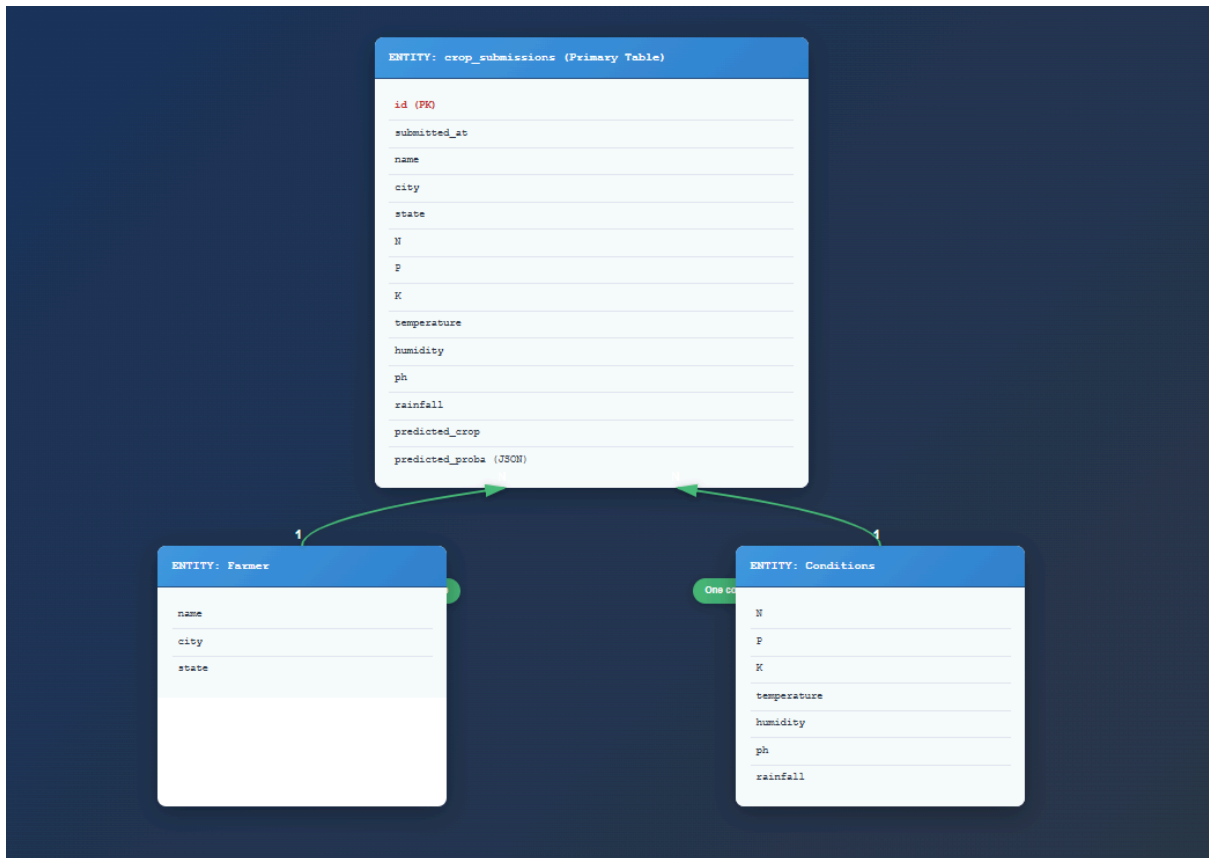 ENTITY: crop_submissions (Primary Table)
id (PK)
submitted_at
name
city
state
N
P
K
temperature
humidity
ph
rainfall
predicted_crop
predicted_proba (JSON)
1
1
ENTITY: Farmer
name
city
state
One
ENTITY: Conditions
N
P
K
temperature
humidity
ph
rainfall